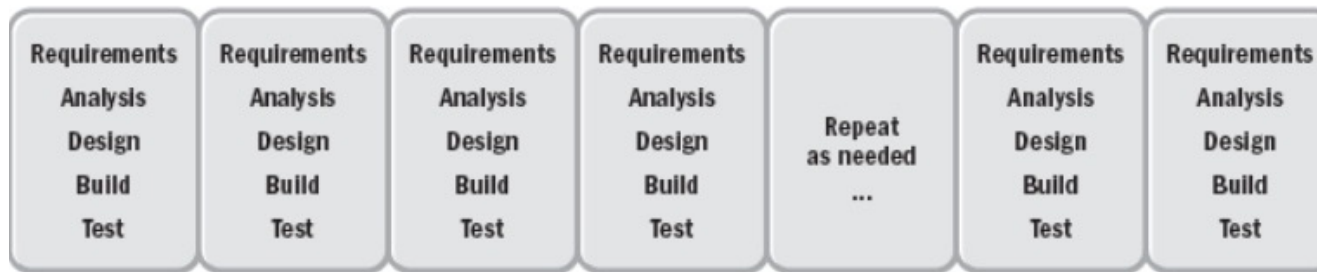 Requirements
Analysis
Design
Build
Test
Requirements
Analysis
Design
Build
Test
Requirements
Analysis
Design
Build
Test
Requirements
Analysis
Design
Build
Test
Repeat
as needed
...
Requirements
Analysis
Design
Build
Test
Requirements
Analysis
Design
Build
Test